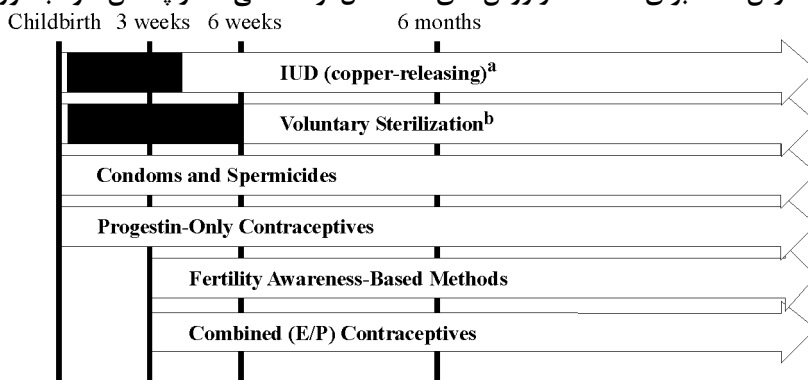 Childbirth 3 weeks 6 weeks 6 months
IUD (copper-releasing)a
Voluntary Sterilizationb
Condoms and Spermicides
Progestin-Only Contraceptives
Fertility Awareness-Based Methods
Combined (E/P) Contraceptives